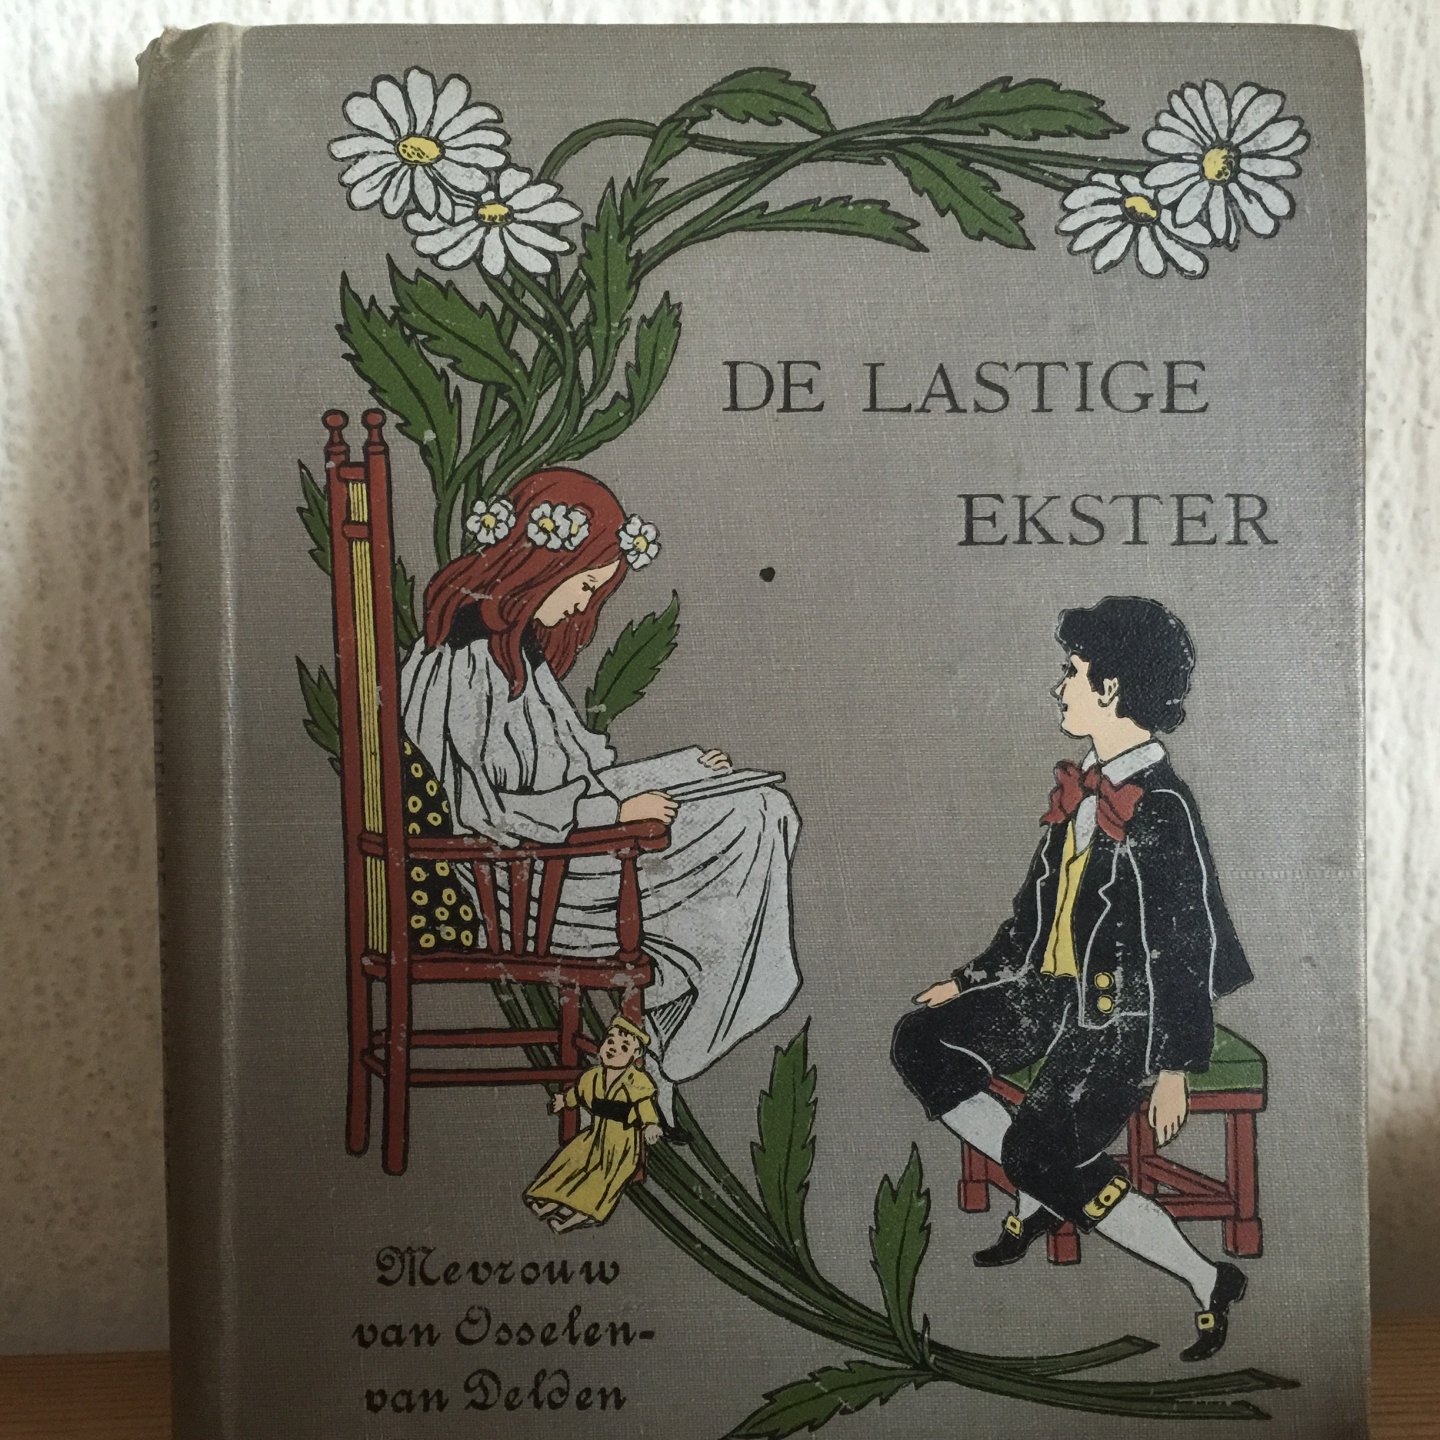 DE LASTIGE
EKSTER
Mevrouw
van Osselen-
van Delden